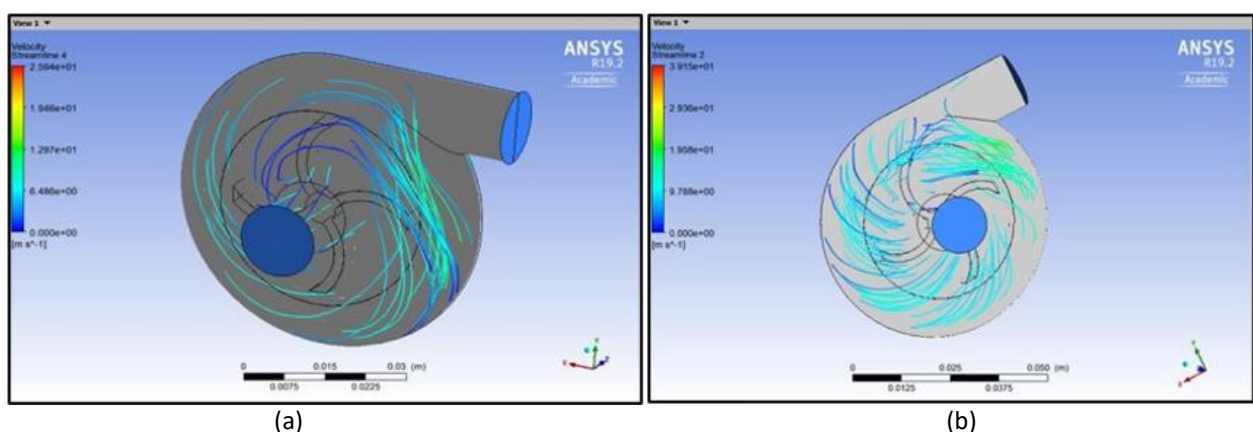 View 1
Velocity
Streamline 4
2.594e+01
1.946e+01
1.297e+01
6.486e+00
0.000e+00
[m s^-1]
ANSYS
R19.2
Academic
0 0.015 0.03 (m)
0.0075 0.0225
(a)
View 1
Velocity
Streamline 2
3.915e+01
2.936e+01
1.958e+01
9.788e+00
0.000e+00
[m s^-1]
ANSYS
R19.2
Academic
0 0.025 0.050 (m)
0.0125 0.0375
(b)